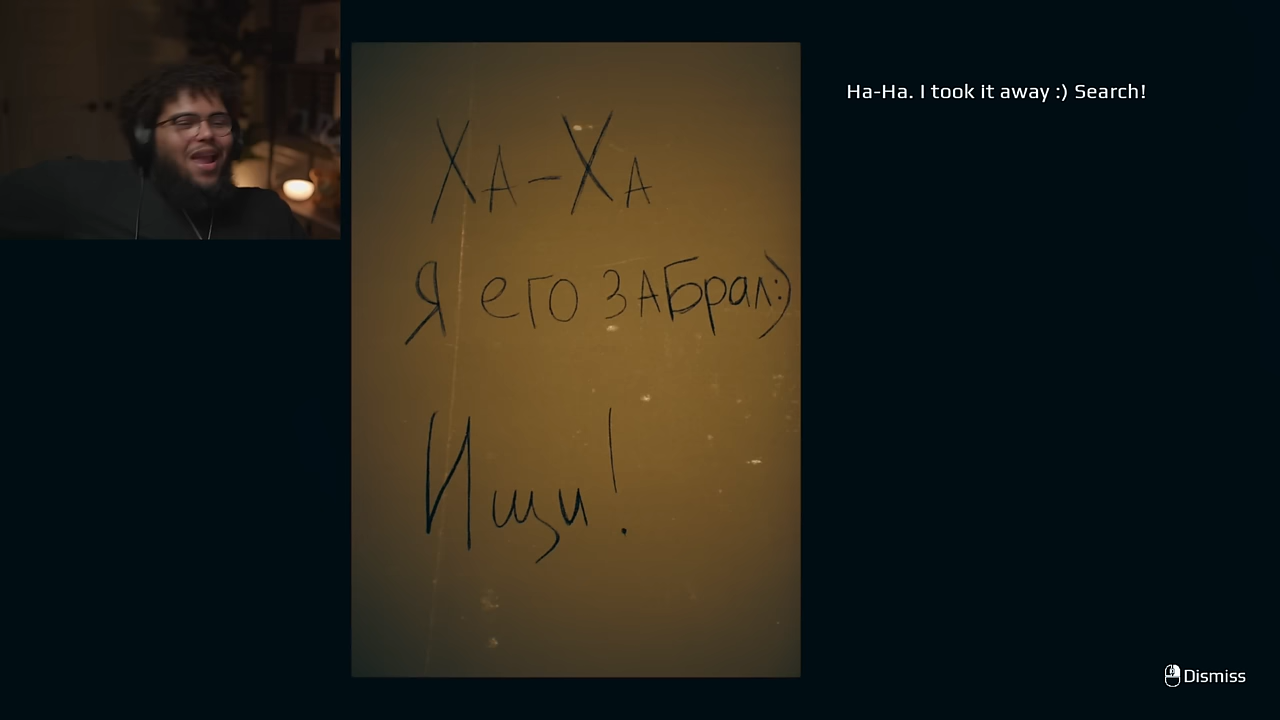 Ха-Ха
Я его забрал:)
Ищи!
Ha-Ha. I took it away :) Search!
Dismiss